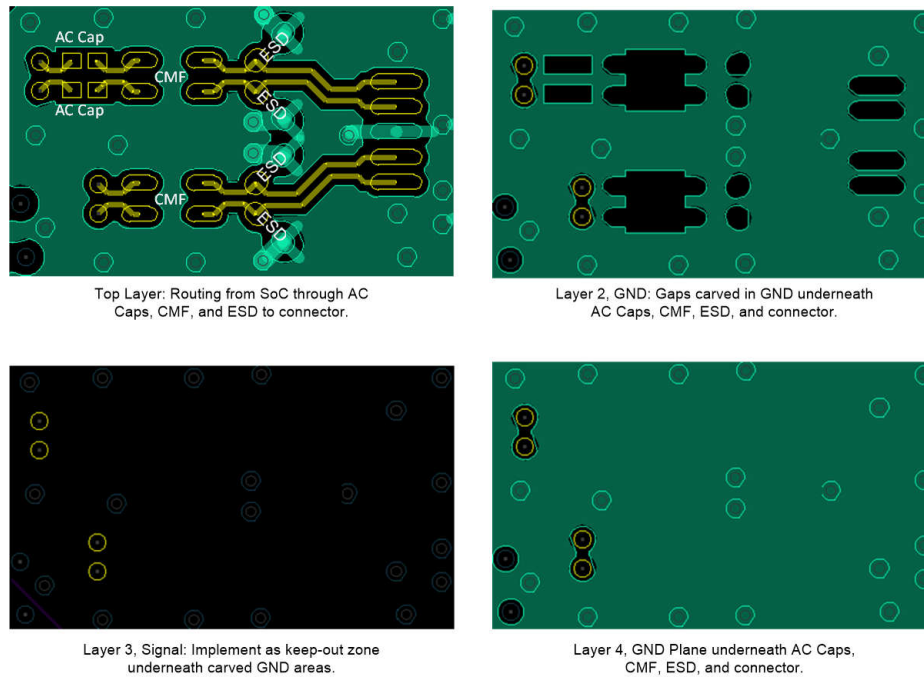 AC Cap
ESD
CMF
ESD
AC Cap
ESD
CMF
ESD
Top Layer: Routing from SoC through AC
Caps, CMF, and ESD to connector.
Layer 2, GND: Gaps carved in GND underneath
AC Caps, CMF, ESD, and connector.
Layer 3, Signal: Implement as keep-out zone
underneath carved GND areas.
Layer 4, GND Plane underneath AC Caps,
CMF, ESD, and connector.